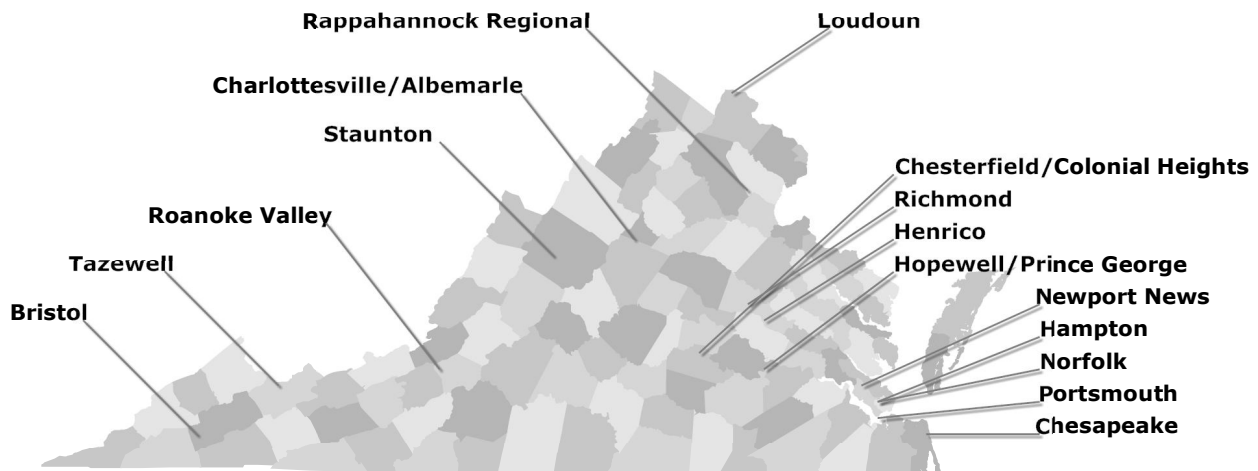 Rappahannock Regional
Loudoun
Charlottesville/Albemarle
Staunton
Chesterfield/Colonial Heights
Richmond
Roanoke Valley
Henrico
Tazewell
Hopewell/Prince George
Newport News
Bristol
Hampton
Norfolk
Portsmouth
Chesapeake